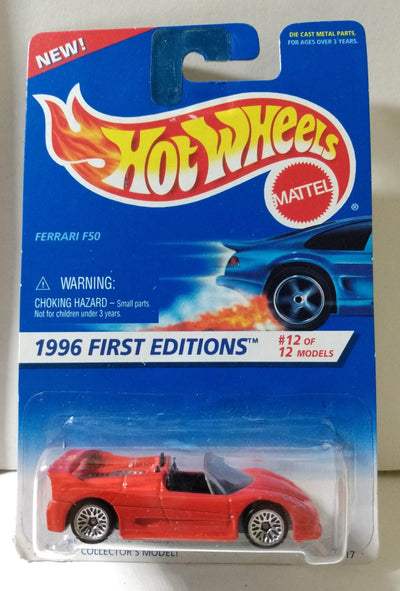 NEW!
DIE CAST METAL PARTS.
FOR AGES OVER 3 YEARS.
HOT WHEELS
MATTEL
®
FERRARI F50
WARNING:
CHOKING HAZARD – Small parts.
Not for children under 3 years.
1996 FIRST EDITIONS™
#12 OF
12 MODELS
COLLECTOR'S MODEL!